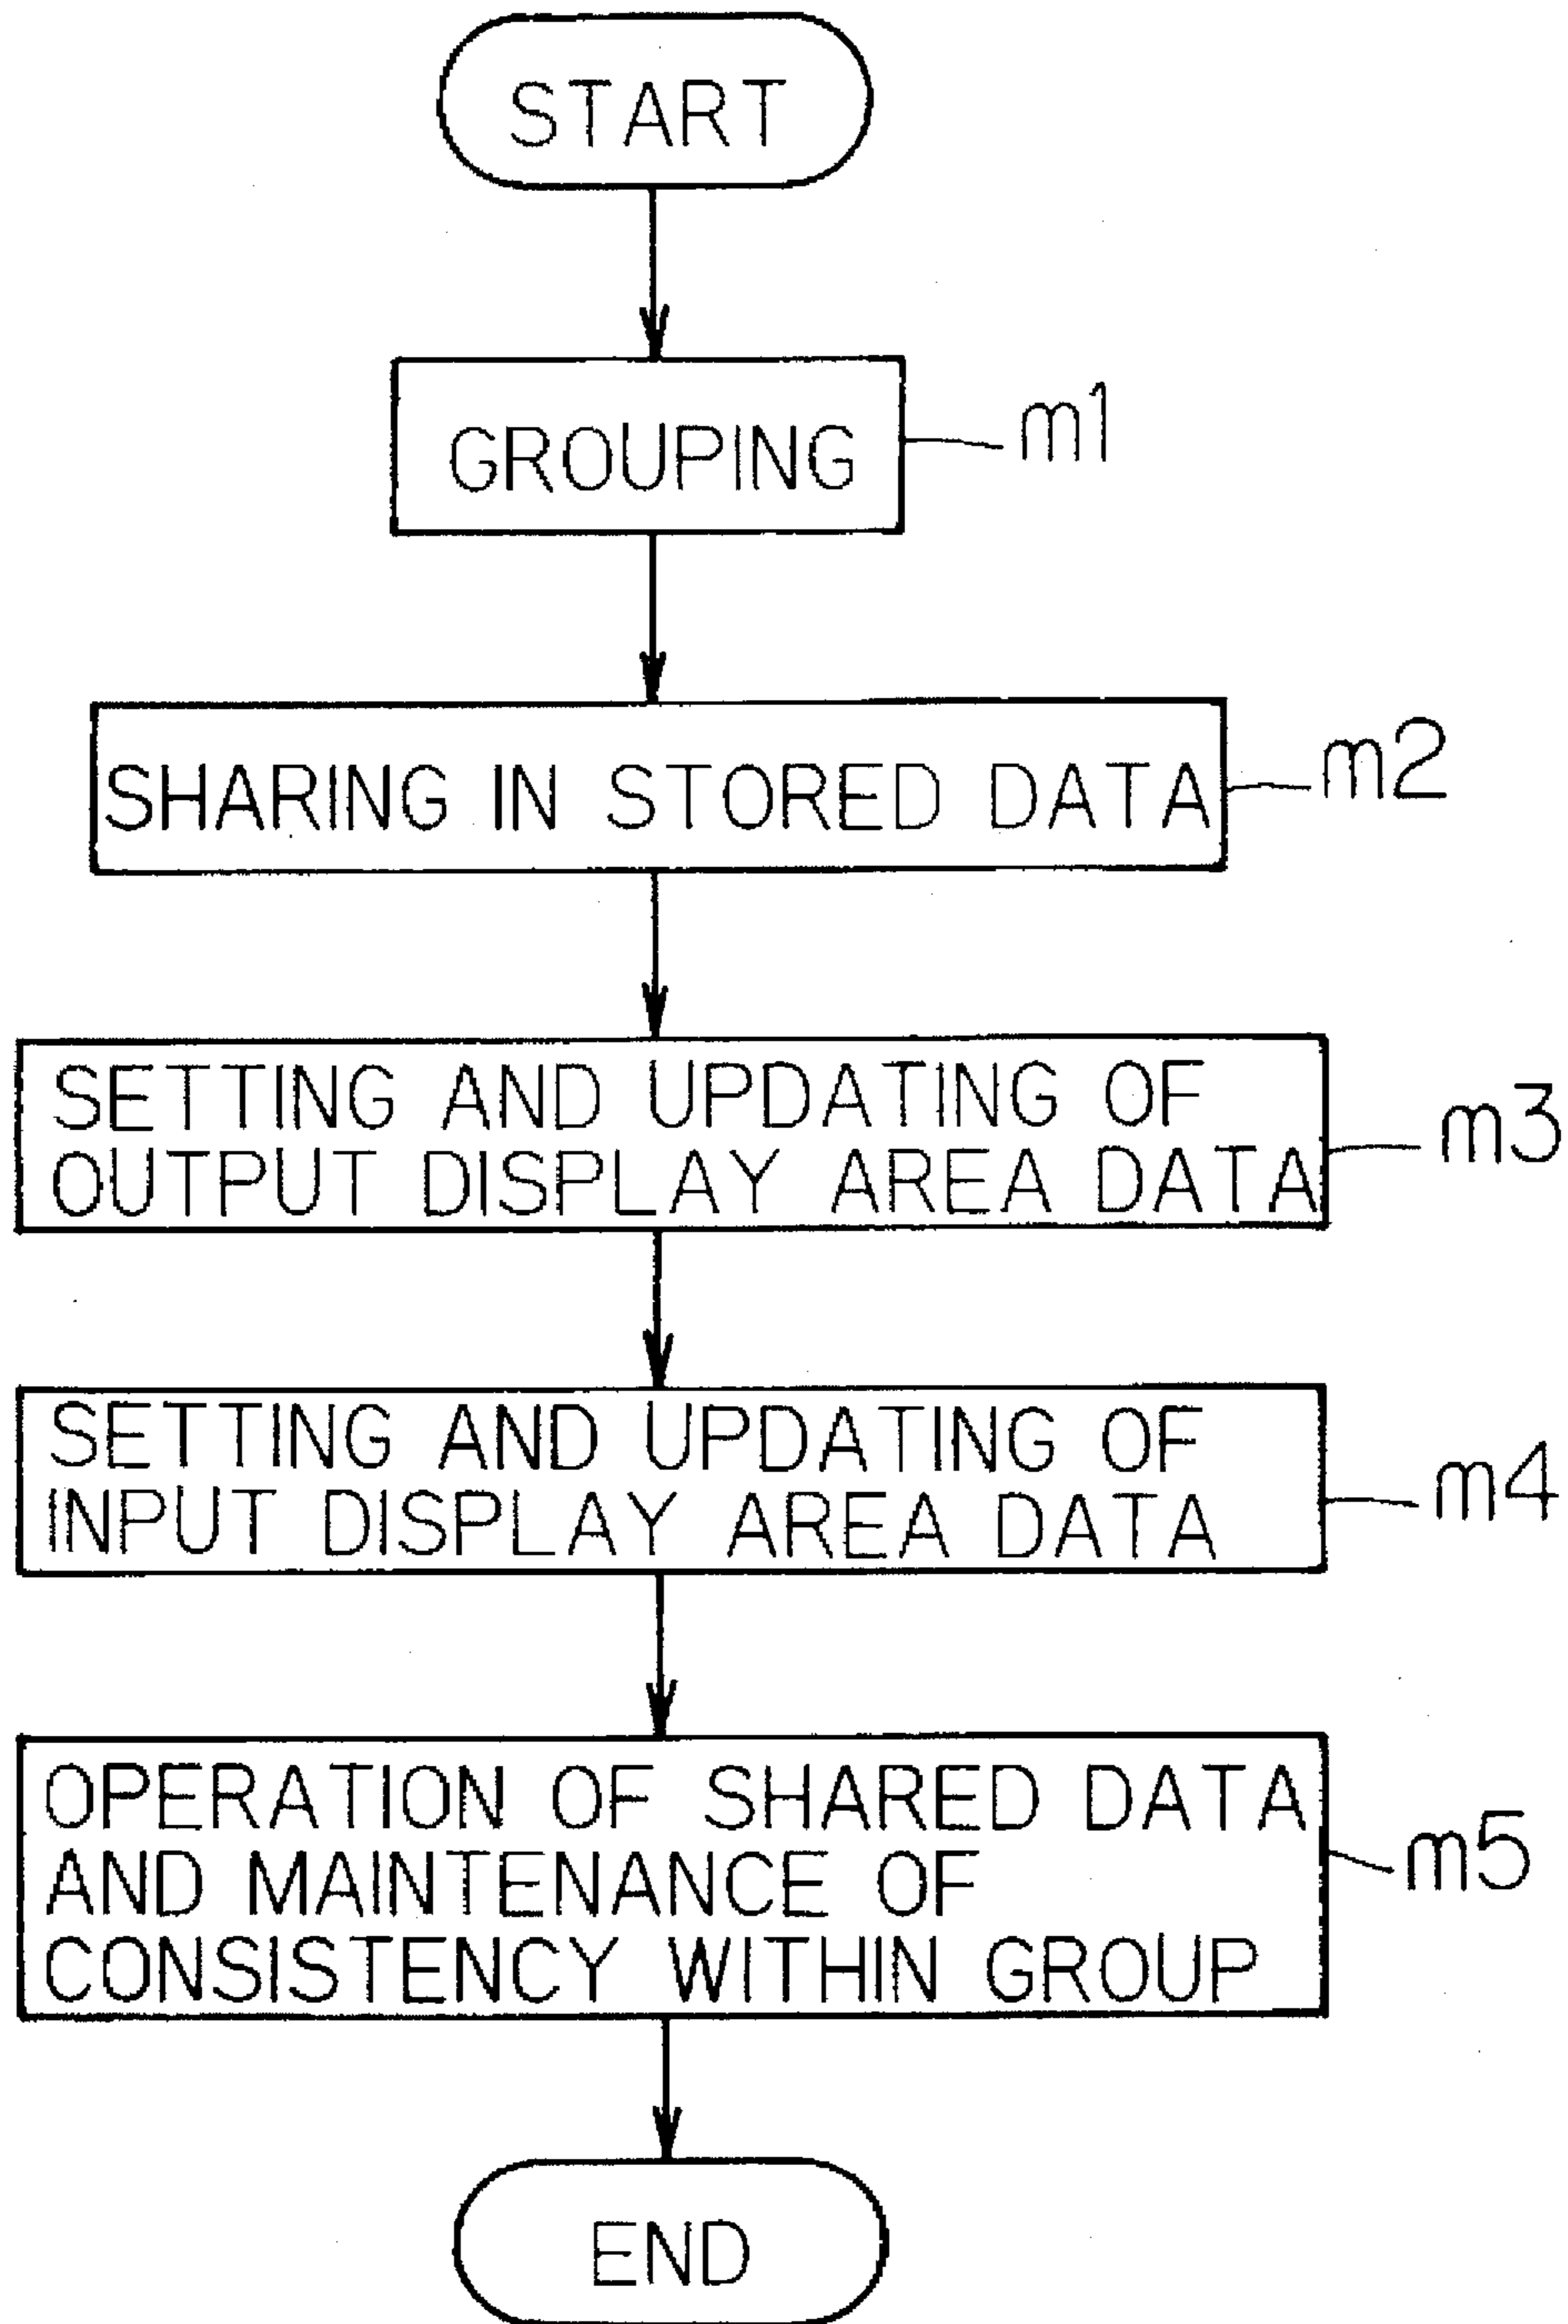 START
GROUPING
m1
SHARING IN STORED DATA
m2
SETTING AND UPDATING OF
OUTPUT DISPLAY AREA DATA
m3
SETTING AND UPDATING OF
INPUT DISPLAY AREA DATA
m4
OPERATION OF SHARED DATA
AND MAINTENANCE OF
CONSISTENCY WITHIN GROUP
m5
END